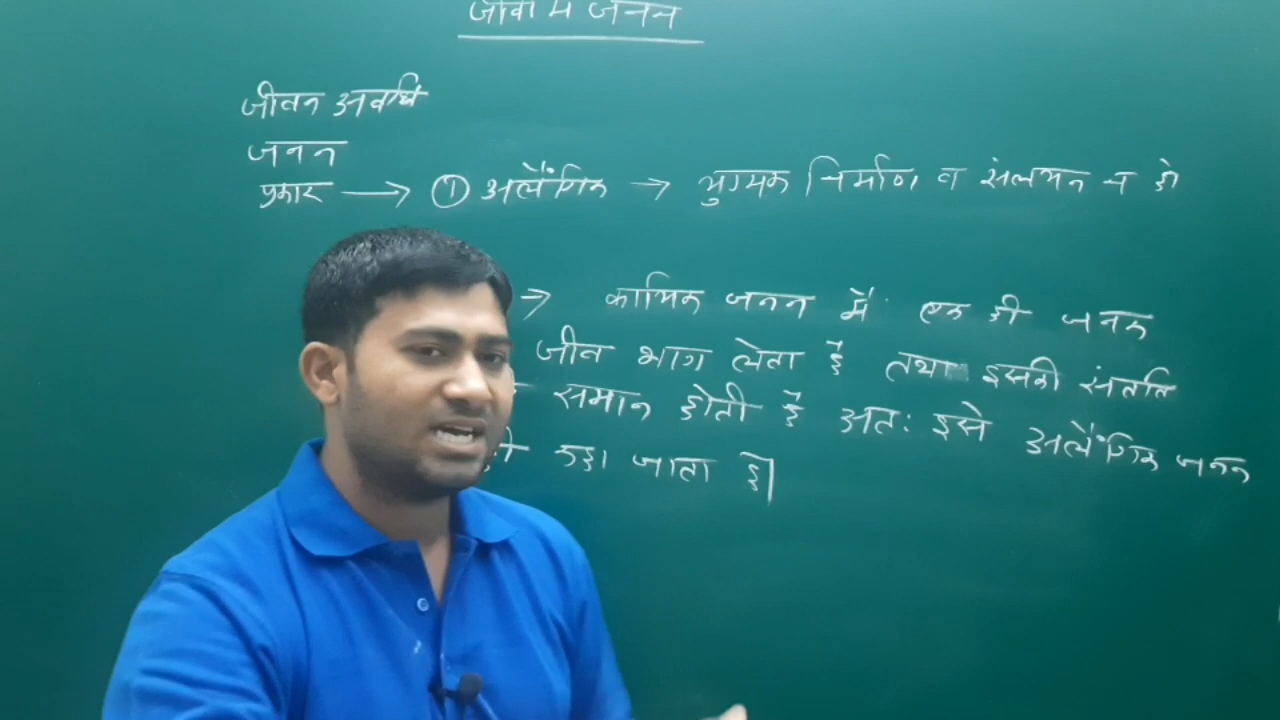 जीवों में जनन
जीवन अवधि
जनन
प्रकार → ① अलैंगिक → युग्मक निर्माण व संलयन न हो
→ कायिक जनन में एक ही जनक
जीव भाग लेता है तथा इसकी संतति
समान होती है अतः इसे अलैंगिक जनन
ही कहा जाता है।